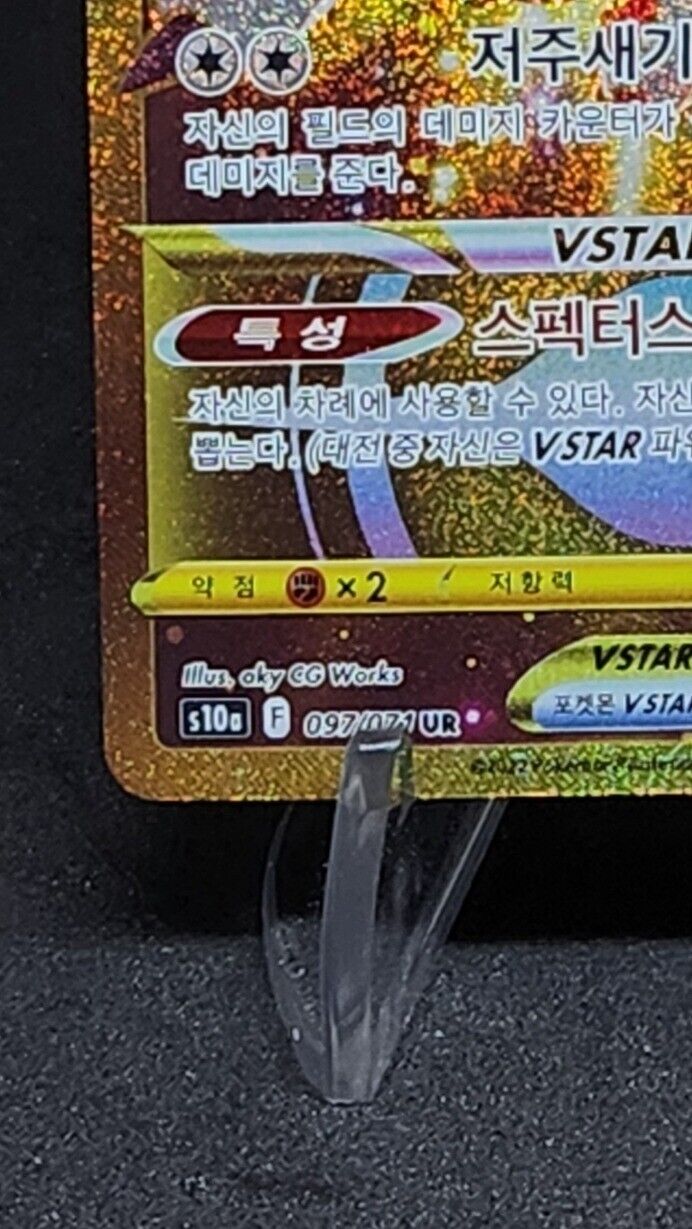 저주새기
자신의 필드의 데미지 카운터가
데미지를 준다.
VSTAR
특성
스펙터스
자신의 차례에 사용할 수 있다. 자신
뽑는다. (대전 중 자신은 VSTAR 파워
약점 ×2 저항력
Illus. aky CG Works
VSTAR
s10a F 097/071 UR
포켓몬 VSTAR
©2022 Pokémon